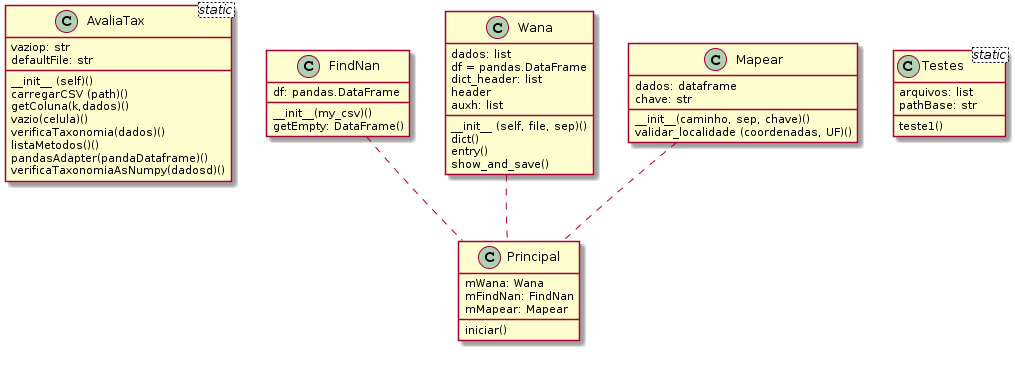 AvaliaTax
static
vaziop: str
defaultFile: str
__init__ (self)()
carregarCSV (path)()
getColuna(k,dados)()
vazio(celula)()
verificaTaxonomia(dados)()
listaMetodos()()
pandasAdapter(pandaDataframe)()
verificaTaxonomiaAsNumpy(dadosd)()
C FindNan
df: pandas.DataFrame
__init__(my_csv)()
getEmpty: DataFrame()
C Wana
dados: list
df = pandas.DataFrame
dict_header: list
header
auxh: list
__init__ (self, file, sep)()
dict()
entry()
show_and_save()
C Mapear
dados: dataframe
chave: str
__init__(caminho, sep, chave)()
validar_localidade (coordenadas, UF)()
C Testes
static
arquivos: list
pathBase: str
teste1()
C Principal
mWana: Wana
mFindNan: FindNan
mMapear: Mapear
iniciar()